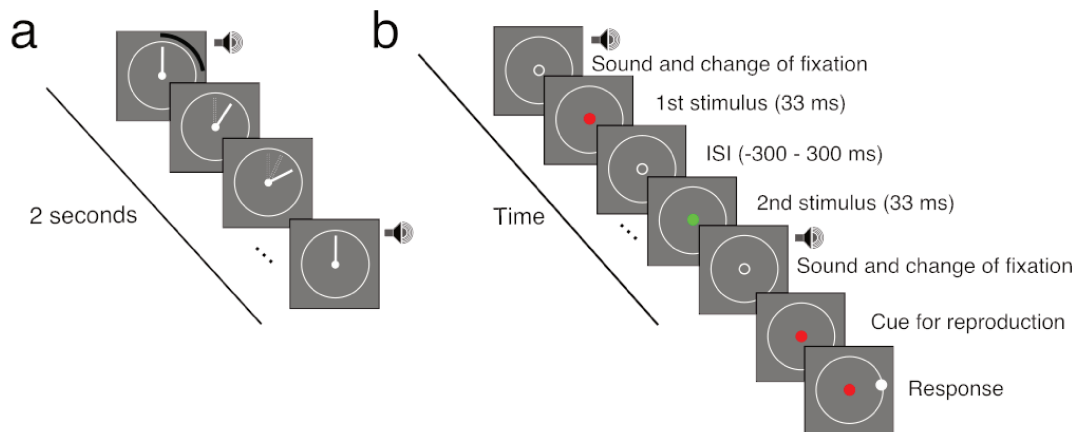 a
2 seconds
b
Sound and change of fixation
1st stimulus (33 ms)
ISI (-300 - 300 ms)
2nd stimulus (33 ms)
Time
Sound and change of fixation
Cue for reproduction
Response